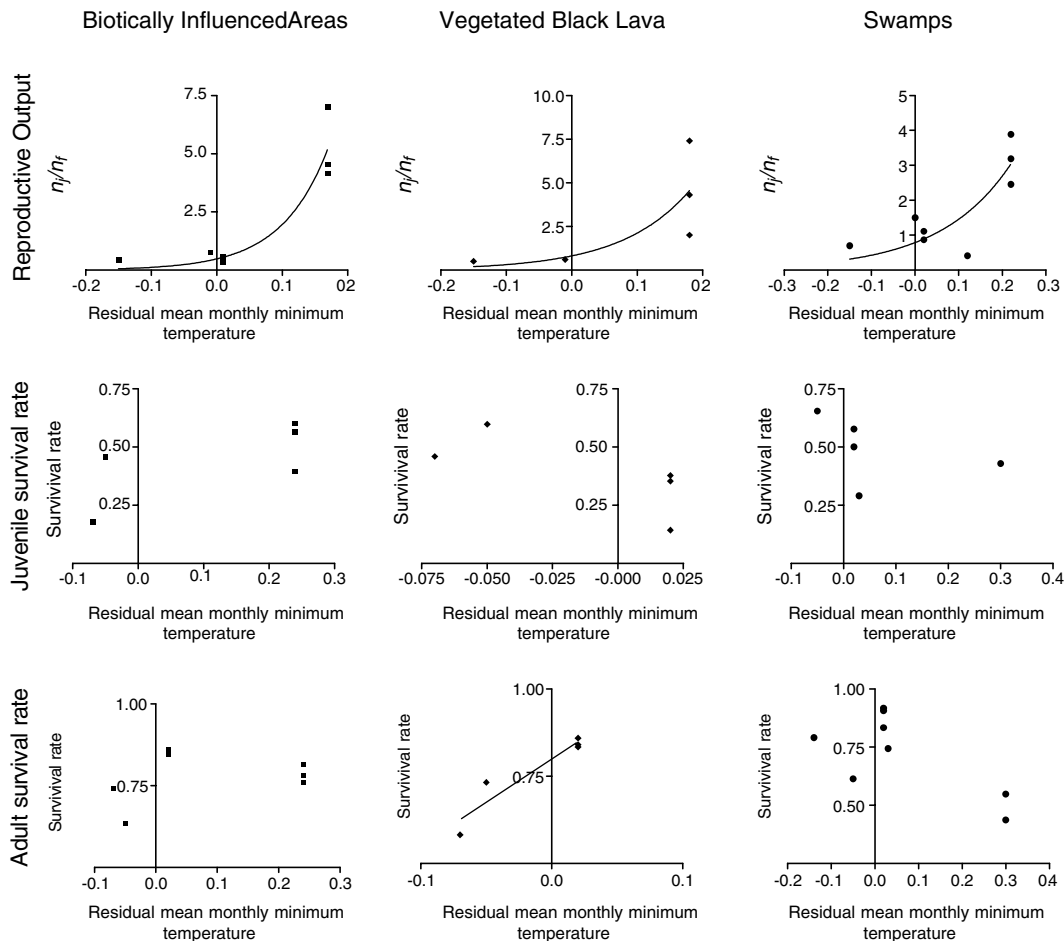 Biotically InfluencedAreas
Vegetated Black Lava
Swamps
Reproductive Output
nj/nf
7.5
5.0
2.5
-0.2
-0.1
0.0
0.1
02
Residual mean monthly minimum
temperature
nj/nf
10.0
7.5
5.0
2.5
-0.2
-0.1
0.0
0.1
0.2
Residual mean monthly minimum
temperature
nj/nf
5
4
3
2
1
-0.3
-0.2
-0.1
-0.0
0.1
0.2
0.3
Residual mean monthly minimum
temperature
Juvenile survival rate
Survivival rate
0.75
0.50
0.25
-0.1
0.0
0.1
0.2
0.3
Residual mean monthly minimum
temperature
Survivival rate
0.75
0.50
0.25
-0.075
-0.050
-0.025
-0.000
0.025
Residual mean monthly minimum
temperature
Survivival rate
0.75
0.50
0.25
-0.1
0.0
0.1
0.2
0.3
0.4
Residual mean monthly minimum
temperature
Adult survival rate
Survivival rate
1.00
0.75
-0.1
0.0
0.1
0.2
0.3
Residual mean monthly minimum
temperature
Survivival rate
1.00
0.75
-0.1
0.0
0.1
Residual mean monthly minimum
temperature
Survivival rate
1.00
0.75
0.50
-0.2
-0.1
0.0
0.1
0.2
0.3
0.4
Residual mean monthly minimum
temperature